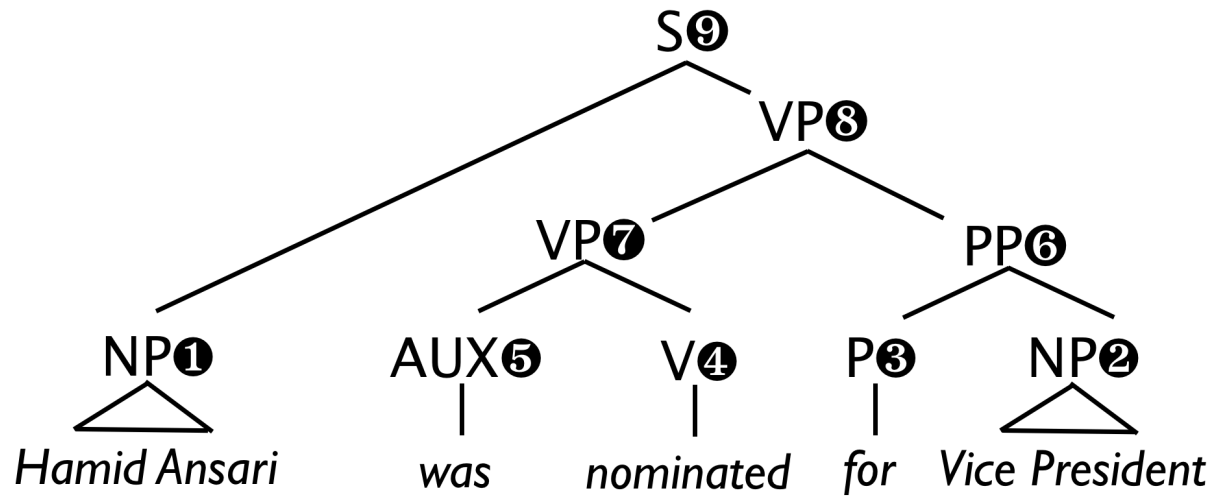 S❾
VP❽
VP❼ PP❻
NP❶ AUX❺ V❹ P❸ NP❷
Hamid Ansari was nominated for Vice President